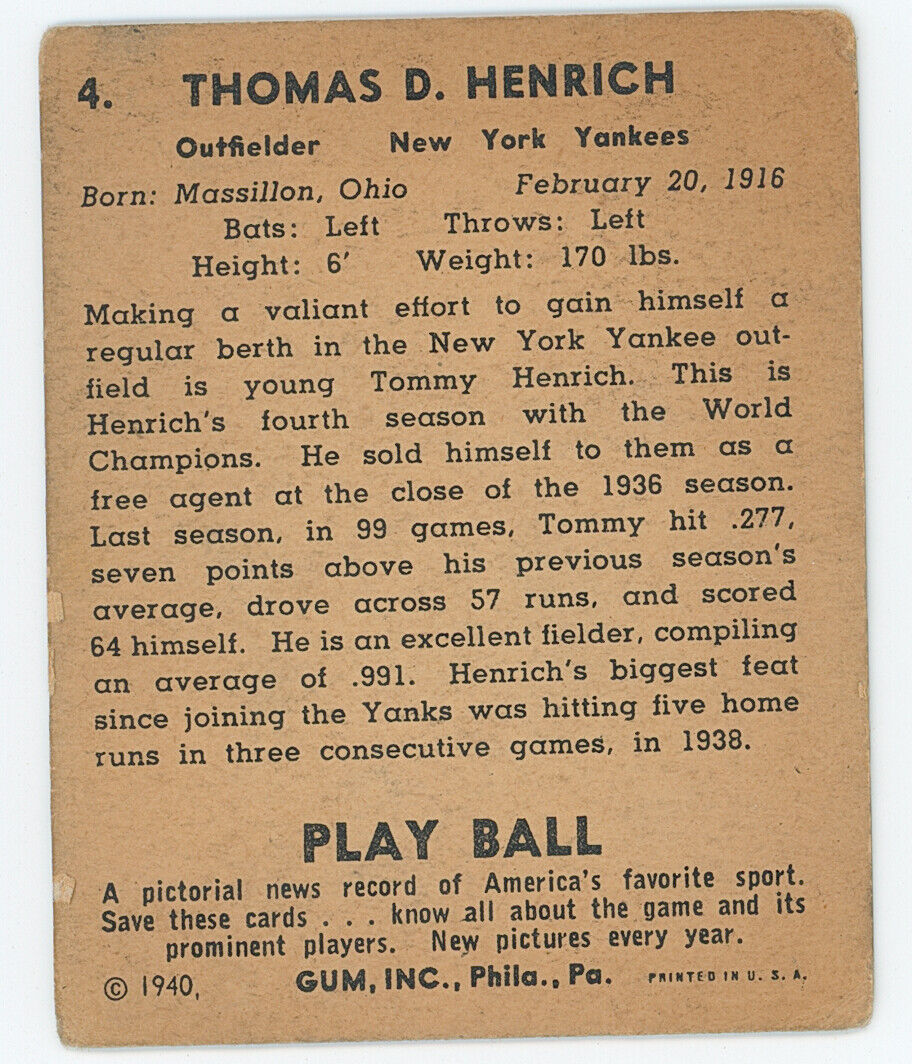 4. THOMAS D. HENRICH
Outfielder New York Yankees
Born: Massillon, Ohio February 20, 1916
Bats: Left Throws: Left
Height: 6′ Weight: 170 lbs.
Making a valiant effort to gain himself a
regular berth in the New York Yankee out-
field is young Tommy Henrich. This is
Henrich's fourth season with the World
Champions. He sold himself to them as a
free agent at the close of the 1936 season.
Last season, in 99 games, Tommy hit .277,
seven points above his previous season's
average, drove across 57 runs, and scored
64 himself. He is an excellent fielder, compiling
an average of .991. Henrich's biggest feat
since joining the Yanks was hitting five home
runs in three consecutive games, in 1938.
PLAY BALL
A pictorial news record of America's favorite sport.
Save these cards . . . know all about the game and its
prominent players. New pictures every year.
© 1940, GUM, INC., Phila., Pa. PRINTED IN U. S. A.